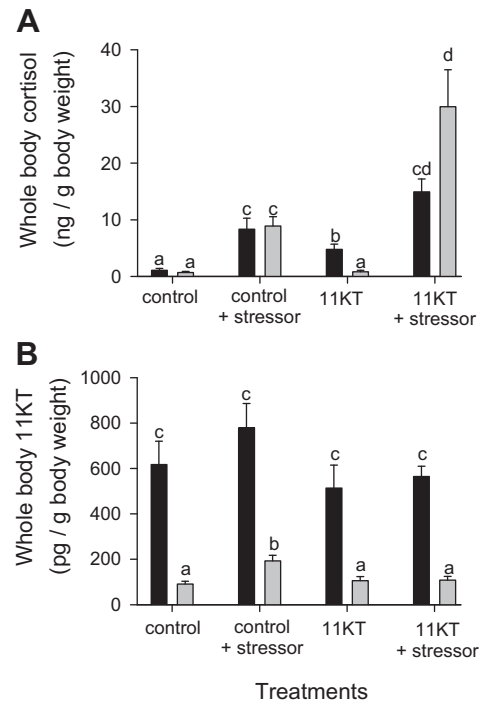 A
Whole body cortisol
(ng / g body weight)
40
30
20
10
0
a
a
c
c
b
a
cd
d
control
control
+ stressor
11KT
11KT
+ stressor
B
Whole body 11KT
(pg / g body weight)
1000
800
600
400
200
0
c
a
c
b
c
a
c
a
control
control
+ stressor
11KT
11KT
+ stressor
Treatments